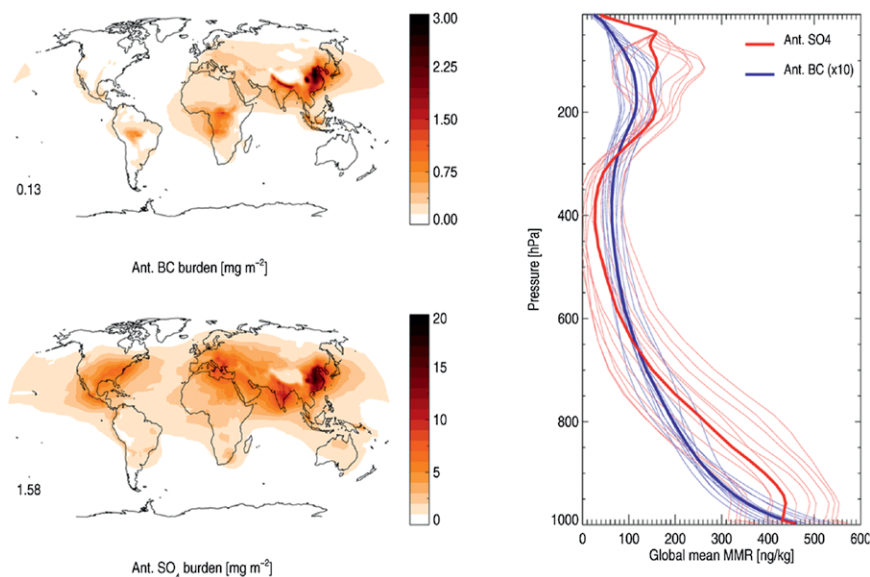 3.00
2.25
1.50
0.75
0.00
0.13
Ant. BC burden [mg m⁻²]
20
15
10
5
0
1.58
Ant. SO₄ burden [mg m⁻²]
Ant. SO4
Ant. BC (x10)
200
400
600
800
1000
Pressure [hPa]
0 100 200 300 400 500 600
Global mean MMR [ng/kg]